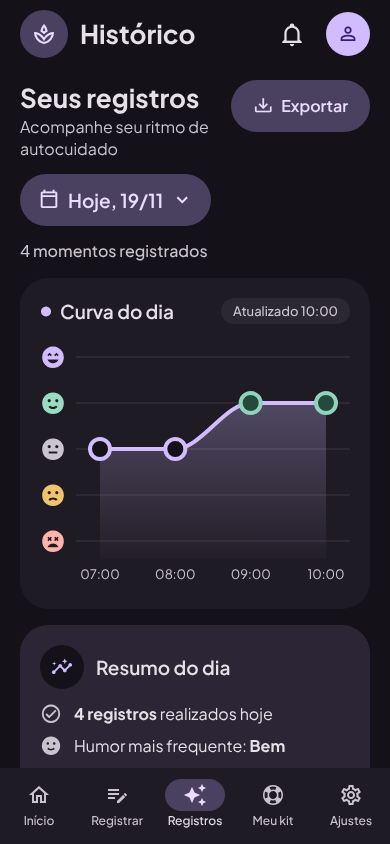 Histórico
Seus registros
Exportar
Acompanhe seu ritmo de
autocuidado
Hoje, 19/11
4 momentos registrados
Curva do dia
Atualizado 10:00
07:00 08:00 09:00 10:00
Resumo do dia
4 registros realizados hoje
Humor mais frequente: Bem
Início Registrar Registros Meu kit Ajustes